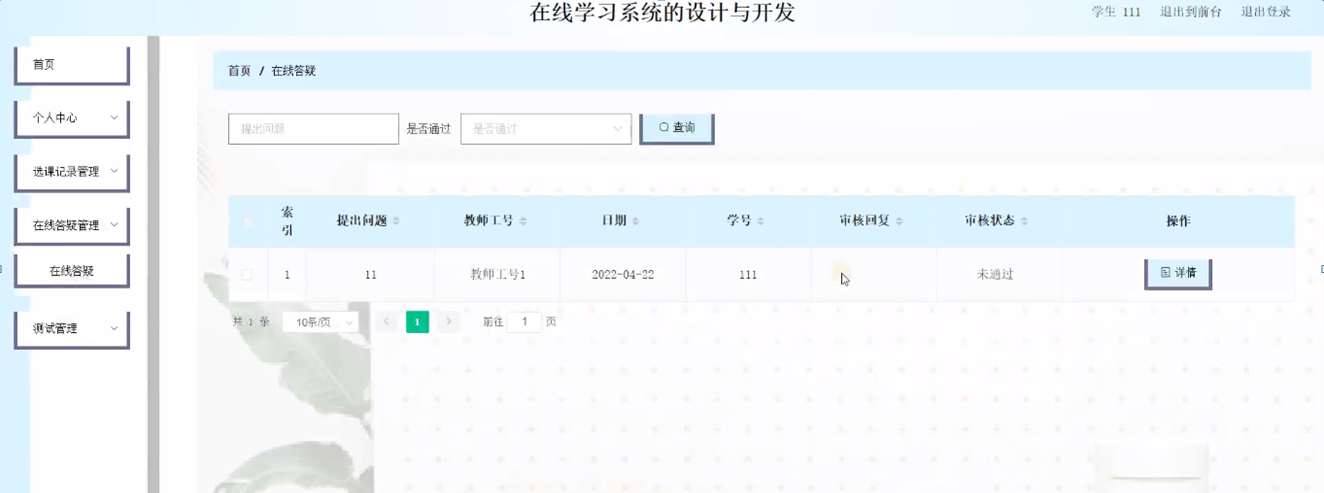 在线学习系统的设计与开发
学生 111 退出到前台 退出登录
首页
个人中心
选课记录管理
在线答疑管理
在线答疑
测试管理
首页 / 在线答疑
提出问题 是否通过 是否通过 查询
索引 提出问题 教师工号 日期 学号 审核回复 审核状态 操作
1 11 教师工号1 2022-04-22 111 未通过 详情
共 1 条 10条/页 1 前往 1 页